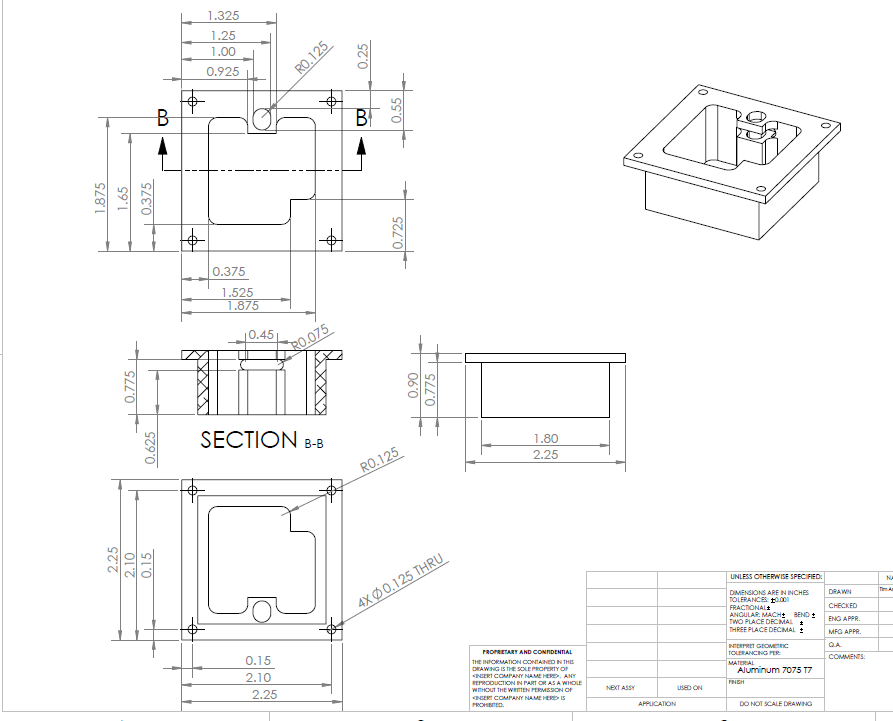 1.325
1.25
1.00
0.925
R0.125
0.25
0.55
B
B
1.875
1.65
0.375
0.725
0.375
1.525
1.875
0.45
R0.075
0.775
0.625
SECTION B-B
0.90
0.775
1.80
2.25
R0.125
2.25
2.10
0.15
4X Ø0.125 THRU
0.15
2.10
2.25
PROPRIETARY AND CONFIDENTIAL
THE INFORMATION CONTAINED IN THIS
DRAWING IS THE SOLE PROPERTY OF
<INSERT COMPANY NAME HERE>. ANY
REPRODUCTION IN PART OR AS A WHOLE
WITHOUT THE WRITTEN PERMISSION OF
<INSERT COMPANY NAME HERE> IS
PROHIBITED.
NEXT ASSY
USED ON
APPLICATION
UNLESS OTHERWISE SPECIFIED:
DIMENSIONS ARE IN INCHES
TOLERANCES: ±0.001
FRACTIONAL±
ANGULAR: MACH± BEND ±
TWO PLACE DECIMAL ±
THREE PLACE DECIMAL ±
INTERPRET GEOMETRIC
TOLERANCING PER:
MATERIAL
Aluminum 7075 T7
FINISH
DO NOT SCALE DRAWING
DRAWN
CHECKED
ENG APPR.
MFG APPR.
Q.A.
COMMENTS: